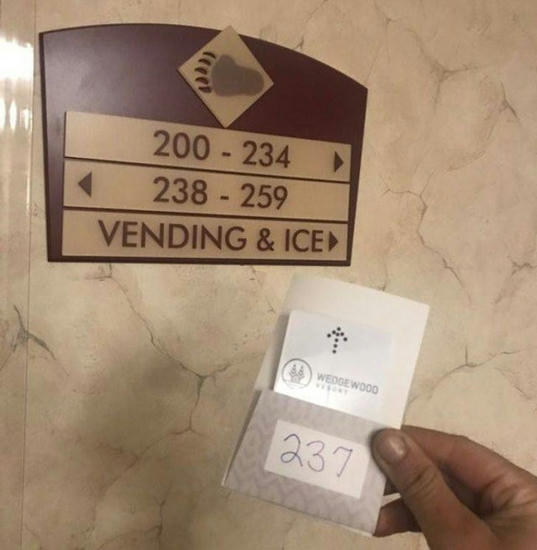 200 - 234
238 - 259
VENDING & ICE
WEDGEWOOD
RESORT
237